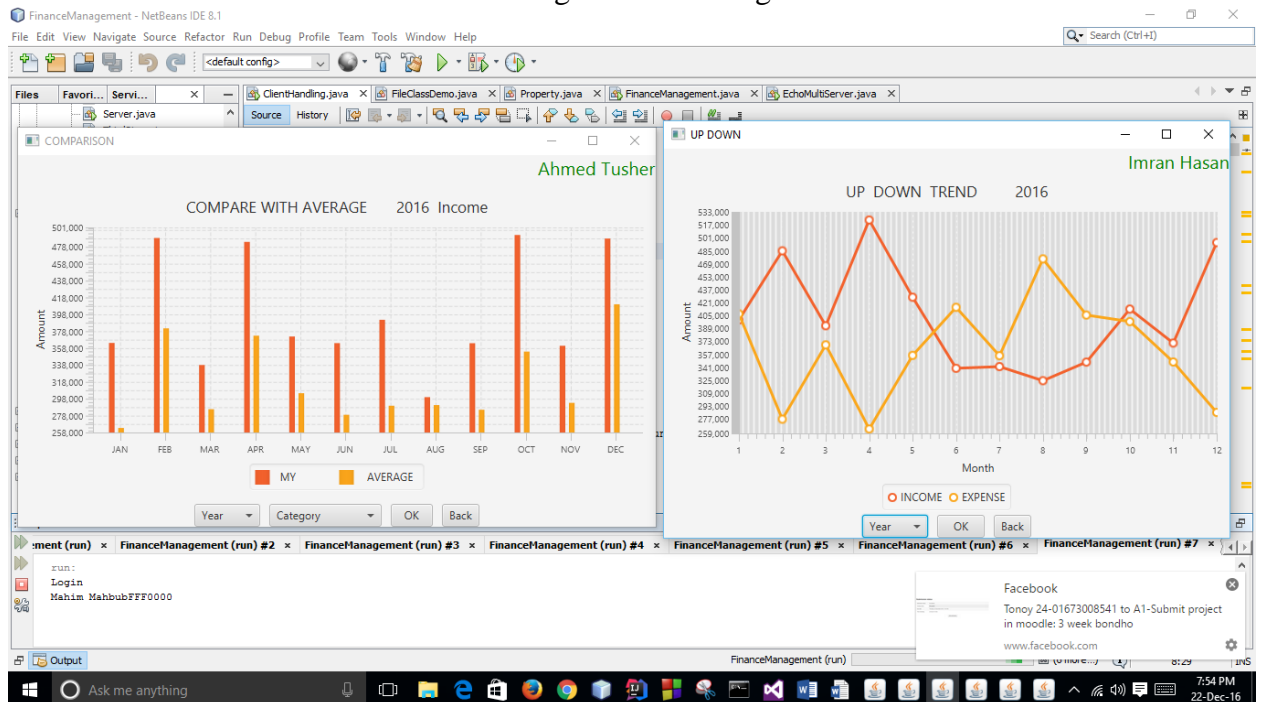 FinanceManagement - NetBeans IDE 8.1
File Edit View Navigate Source Refactor Run Debug Profile Team Tools Window Help
Search (Ctrl+I)
<default config>
Files Favori... Servi... ClientHandling.java FileClassDemo.java Property.java FinanceManagement.java EchoMultiServer.java
Server.java
Source History
COMPARISON
Ahmed Tusher
COMPARE WITH AVERAGE 2016 Income
501,000
478,000
458,000
438,000
418,000
398,000
378,000
358,000
338,000
318,000
298,000
278,000
258,000
Amount
JAN FEB MAR APR MAY JUN JUL AUG SEP OCT NOV DEC
MY AVERAGE
Year Category OK Back
UP DOWN
Imran Hasan
UP DOWN TREND 2016
533,000
517,000
501,000
485,000
469,000
453,000
437,000
421,000
405,000
389,000
373,000
357,000
341,000
325,000
309,000
293,000
277,000
259,000
Amount
1 2 3 4 5 6 7 8 9 10 11 12
Month
INCOME EXPENSE
Year OK Back
ement (run) FinanceManagement (run) #2 FinanceManagement (run) #3 FinanceManagement (run) #4 FinanceManagement (run) #5 FinanceManagement (run) #6 FinanceManagement (run) #7
run:
Login
Mahim MahbubFFF0000
Facebook
Tonoy 24-01673008541 to A1-Submit project
in moodle: 3 week bondho
www.facebook.com
Output
FinanceManagement (run)
8:29 INS
Ask me anything
7:54 PM
22-Dec-16